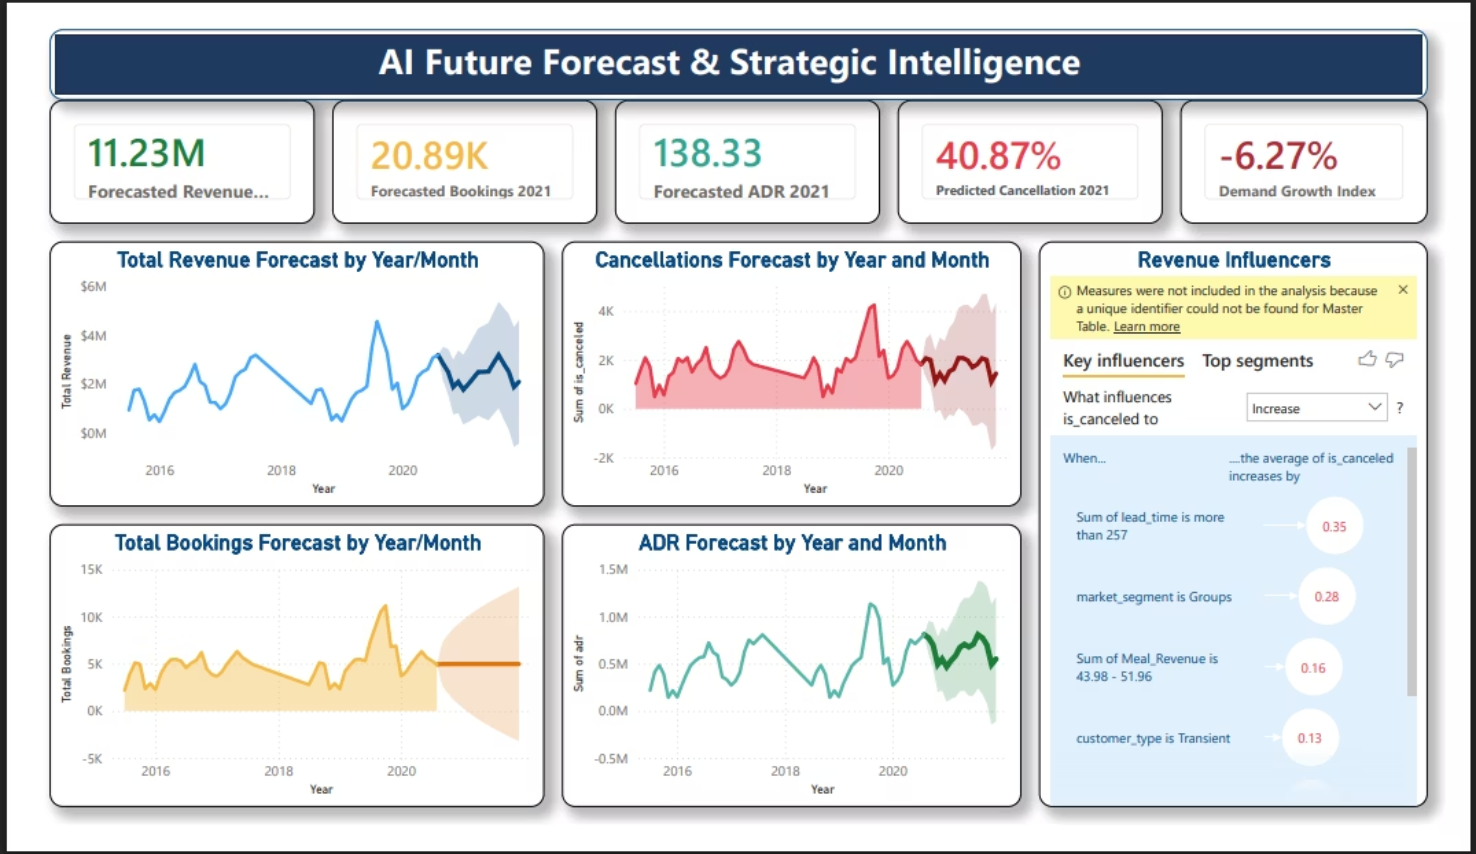 AI Future Forecast & Strategic Intelligence
11.23M
Forecasted Revenue...
20.89K
Forecasted Bookings 2021
138.33
Forecasted ADR 2021
40.87%
Predicted Cancellation 2021
-6.27%
Demand Growth Index
Total Revenue Forecast by Year/Month
$6M
$4M
$2M
$0M
Total Revenue
2016
2018
2020
Year
Cancellations Forecast by Year and Month
4K
2K
0K
-2K
Sum of is_canceled
2016
2018
2020
Year
Revenue Influencers
Measures were not included in the analysis because
a unique identifier could not be found for Master
Table. Learn more
Key influencers
Top segments
What influences
is_canceled to
Increase
?
When...
....the average of is_canceled
increases by
Sum of lead_time is more
than 257
0.35
market_segment is Groups
0.28
Sum of Meal_Revenue is
43.98 - 51.96
0.16
customer_type is Transient
0.13
Total Bookings Forecast by Year/Month
15K
10K
5K
0K
-5K
Total Bookings
2016
2018
2020
Year
ADR Forecast by Year and Month
1.5M
1.0M
0.5M
0.0M
-0.5M
Sum of adr
2016
2018
2020
Year